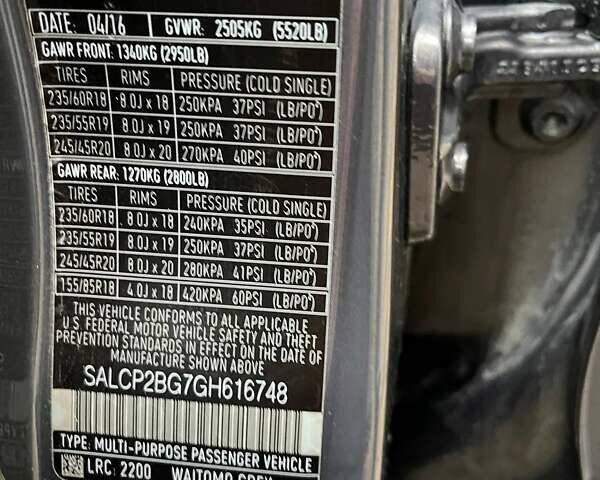 DATE: 04/16 GVWR: 2505KG (5520LB)
GAWR FRONT: 1340KG (2950LB)
TIRES RIMS PRESSURE (COLD SINGLE)
235/60R18 8.0J x 18 250KPA 37PSI (LB/PO²)
235/55R19 8.0J x 19 250KPA 37PSI (LB/PO²)
245/45R20 8.0J x 20 270KPA 40PSI (LB/PO²)
GAWR REAR: 1270KG (2800LB)
TIRES RIMS PRESSURE (COLD SINGLE)
235/60R18 8.0J x 18 240KPA 35PSI (LB/PO²)
235/55R19 8.0J x 19 250KPA 37PSI (LB/PO²)
245/45R20 8.0J x 20 280KPA 41PSI (LB/PO²)
155/85R18 4.0J x 18 420KPA 60PSI (LB/PO²)
THIS VEHICLE CONFORMS TO ALL APPLICABLE
U.S. FEDERAL MOTOR VEHICLE SAFETY AND THEFT
PREVENTION STANDARDS IN EFFECT ON THE DATE
OF MANUFACTURE SHOWN ABOVE
SALCP2BG7GH616748
TYPE: MULTI-PURPOSE PASSENGER VEHICLE
LRC: 2200 WAITOMO GREY